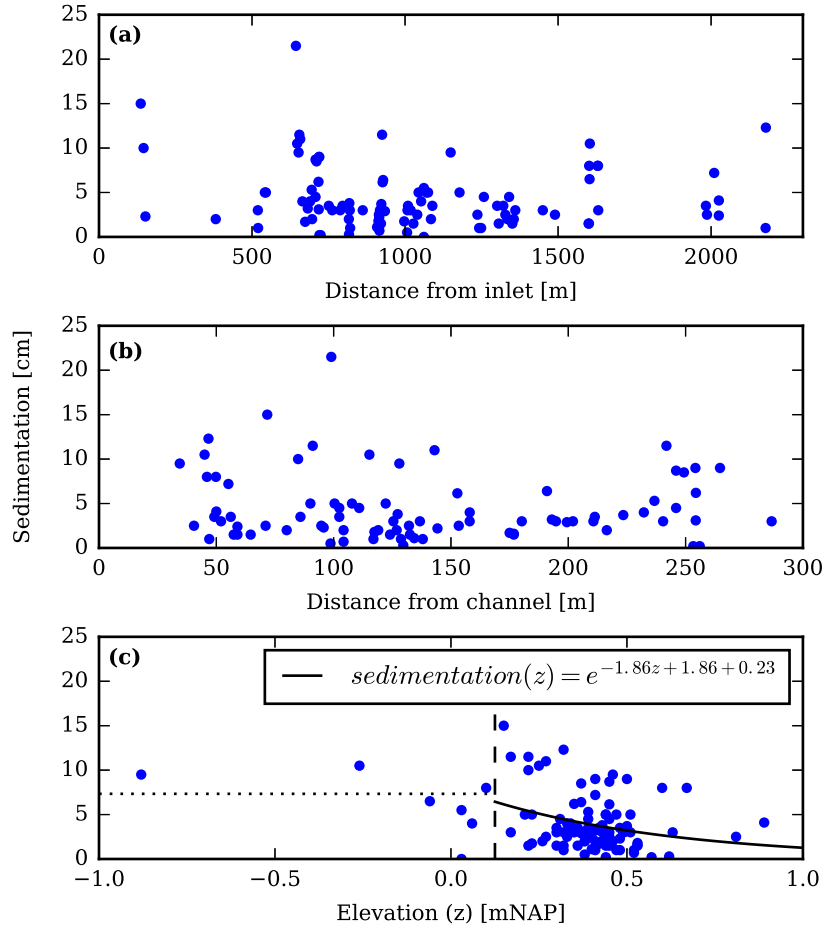 (a)
25
20
15
10
5
0
0 500 1000 1500 2000
Distance from inlet [m]
Sedimentation [cm]
(b)
25
20
15
10
5
0
0 50 100 150 200 250 300
Distance from channel [m]
(c)
sedimentation(z) = e^{-1.86z+1.86+0.23}
25
20
15
10
5
0
−1.0 −0.5 0.0 0.5 1.0
Elevation (z) [mNAP]